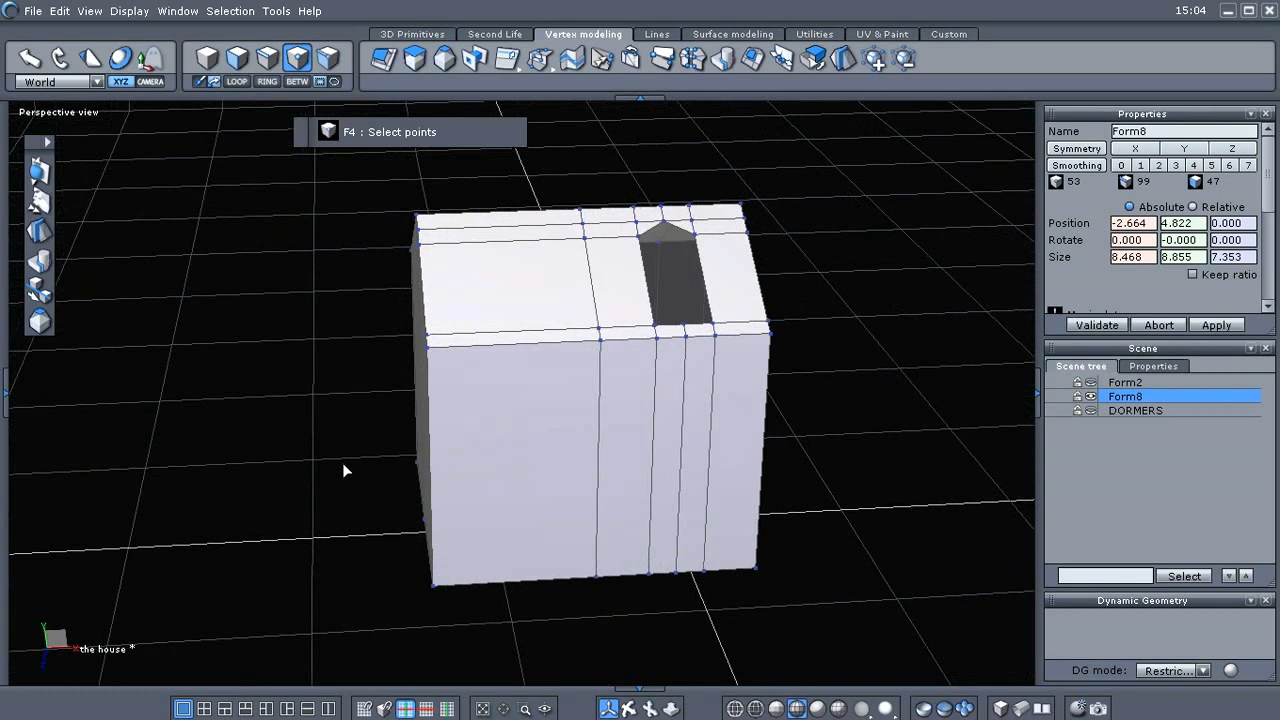 File Edit View Display Window Selection Tools Help 15:04
3D Primitives Second Life Vertex modeling Lines Surface modeling Utilities UV & Paint Custom
World XYZ CAMERA LOOP RING BETW
Perspective view
F4 : Select points
Properties
Name Form8
Symmetry X Y Z
Smoothing 0 1 2 3 4 5 6 7
53 99 47
Absolute Relative
Position -2.664 4.822 0.000
Rotate 0.000 -0.000 0.000
Size 8.468 8.855 7.353
Keep ratio
Validate Abort Apply
Scene
Scene tree Properties
Form2
Form8
DORMERS
Select
Dynamic Geometry
DG mode: Restric...
Y
X
the house *